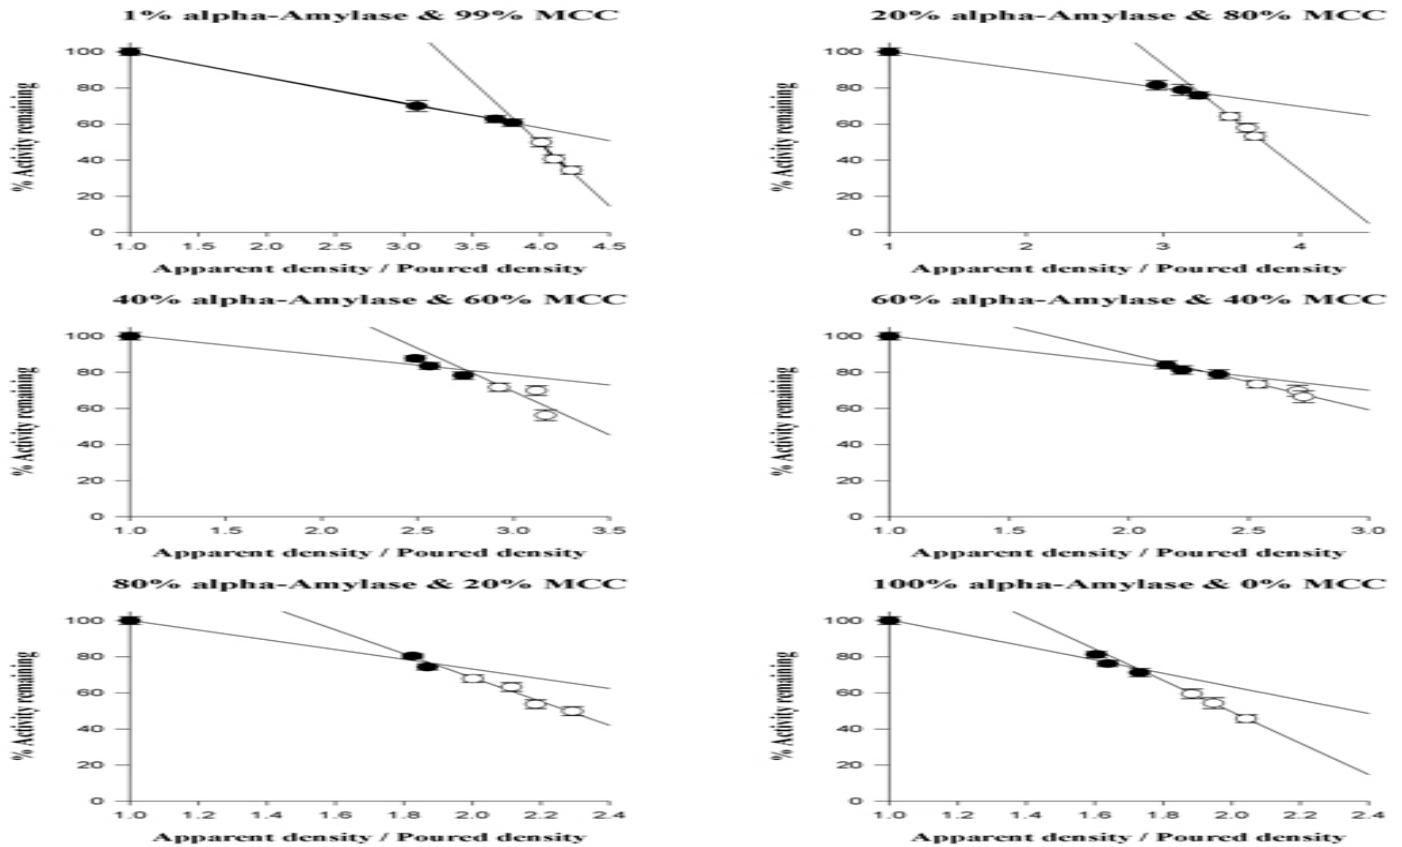 1% alpha-Amylase & 99% MCC
% Activity remaining
100
80
60
40
20
0
1.0 1.5 2.0 2.5 3.0 3.5 4.0 4.5
Apparent density / Poured density
20% alpha-Amylase & 80% MCC
% Activity remaining
100
80
60
40
20
0
1 2 3 4
Apparent density / Poured density
40% alpha-Amylase & 60% MCC
% Activity remaining
100
80
60
40
20
0
1.0 1.5 2.0 2.5 3.0 3.5
Apparent density / Poured density
60% alpha-Amylase & 40% MCC
% Activity remaining
100
80
60
40
20
0
1.0 1.5 2.0 2.5 3.0
Apparent density / Poured density
80% alpha-Amylase & 20% MCC
% Activity remaining
100
80
60
40
20
0
1.0 1.2 1.4 1.6 1.8 2.0 2.2 2.4
Apparent density / Poured density
100% alpha-Amylase & 0% MCC
% Activity remaining
100
80
60
40
20
0
1.0 1.2 1.4 1.6 1.8 2.0 2.2 2.4
Apparent density / Poured density